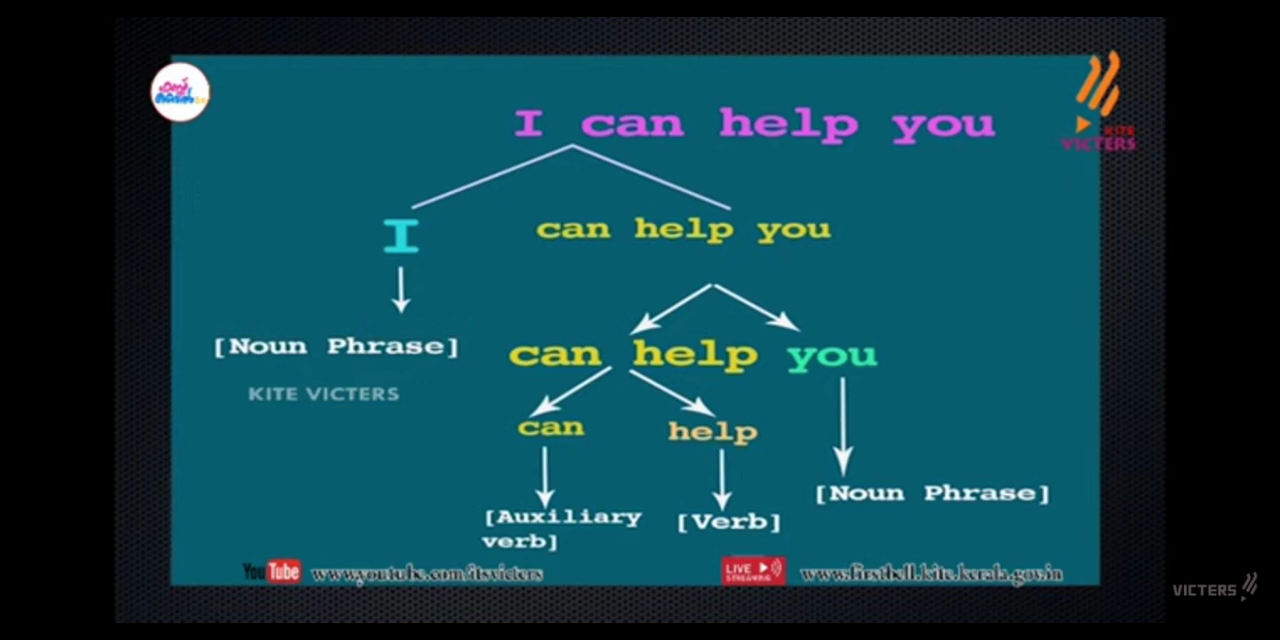 I can help you
KITE
VICTERS
I
can help you
[Noun Phrase]
can help you
KITE VICTERS
can
help
[Noun Phrase]
[Auxiliary
verb]
[Verb]
YouTube www.youtube.com/itsvicters
LIVE
STREAMING
www.firstbell.kite.kerala.gov.in
VICTERS